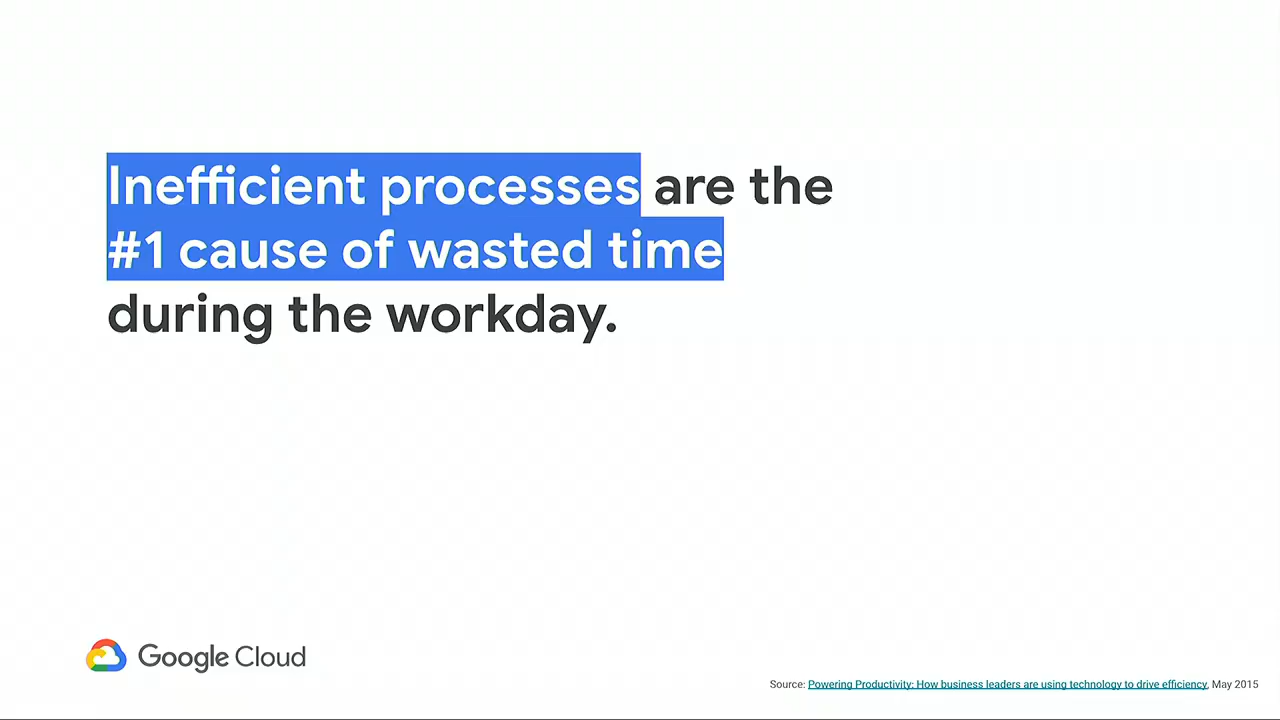 Inefficient processes are the
#1 cause of wasted time
during the workday.
Google Cloud
Source: Powering Productivity: How business leaders are using technology to drive efficiency, May 2015